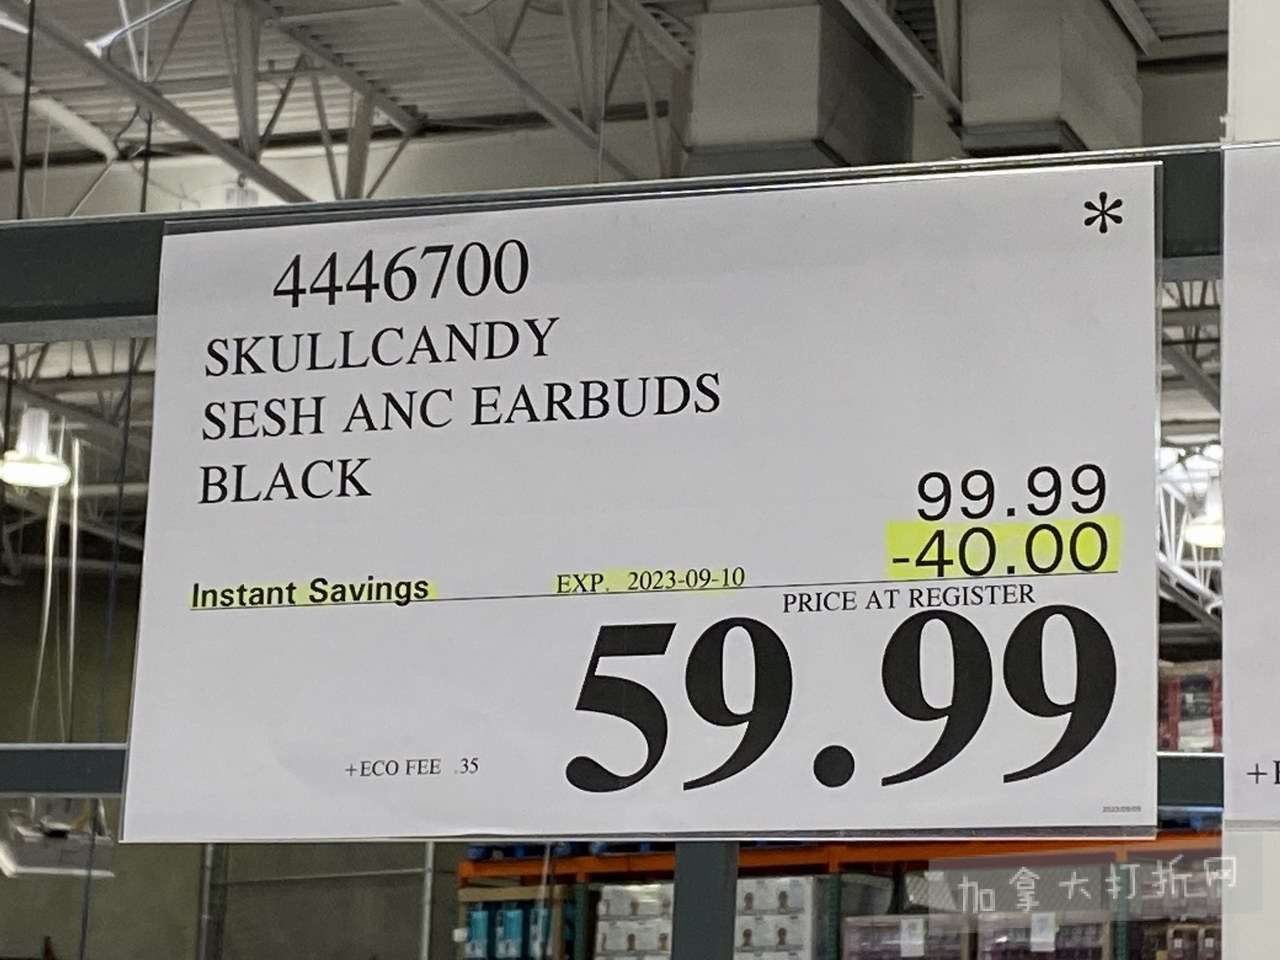 *
4446700
SKULLCANDY
SESH ANC EARBUDS
BLACK
99.99
-40.00
Instant Savings EXP. 2023-09-10
PRICE AT REGISTER
59.99
+ECO FEE .35
加拿大打折网